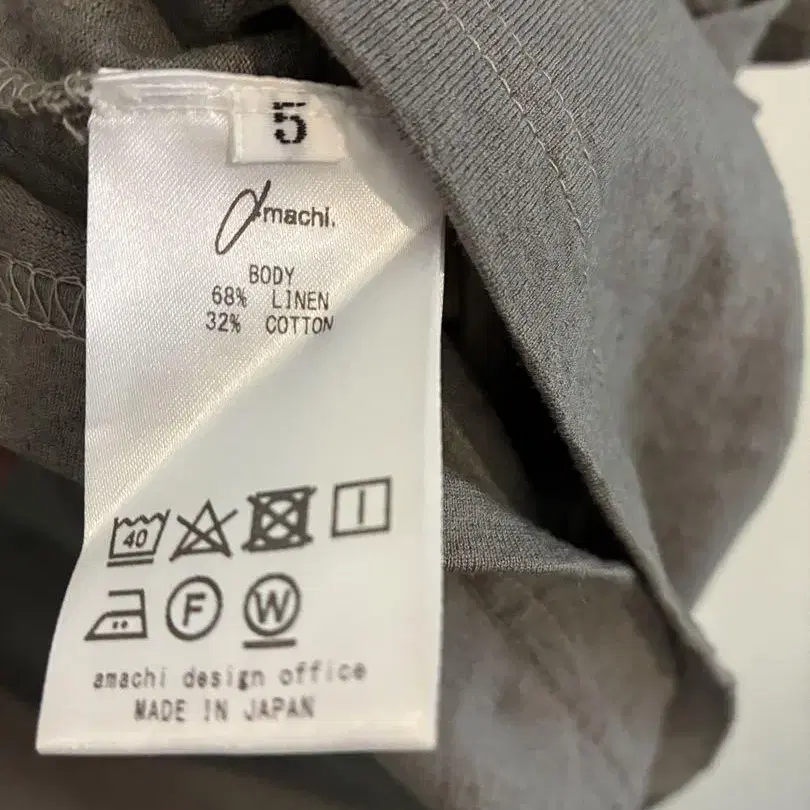 5
amachi.
BODY
68% LINEN
32% COTTON
40
F
W
amachi design office
MADE IN JAPAN